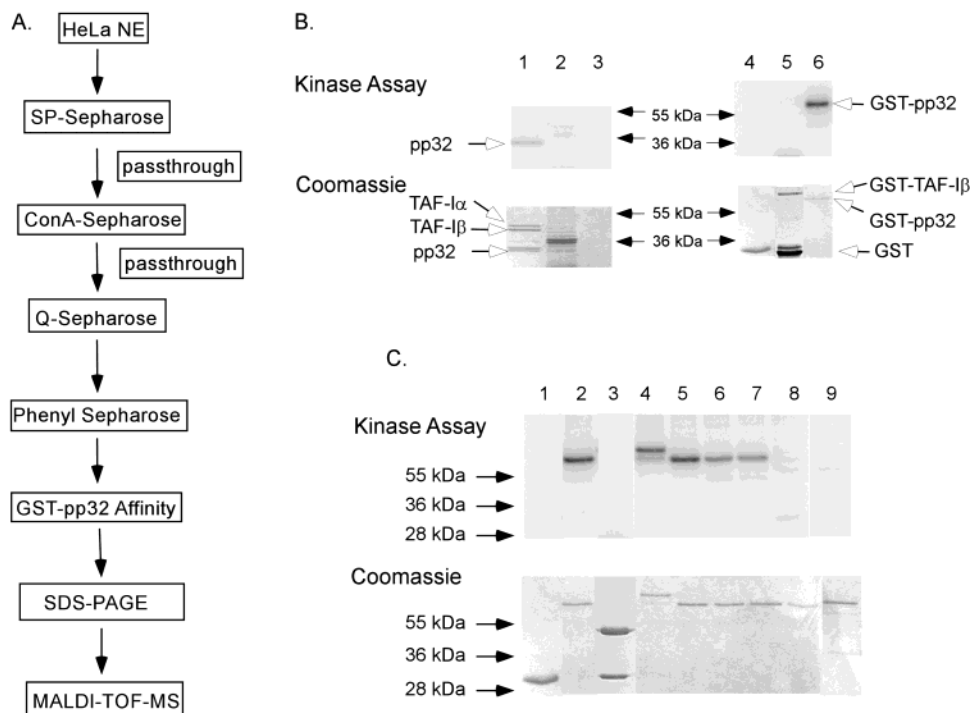 A.
HeLa NE
SP-Sepharose
passthrough
ConA-Sepharose
passthrough
Q-Sepharose
Phenyl Sepharose
GST-pp32 Affinity
SDS-PAGE
MALDI-TOF-MS
B.
1 2 3 4 5 6
Kinase Assay
55 kDa
36 kDa
pp32
GST-pp32
Coomassie
TAF-Iα
TAF-Iβ
pp32
55 kDa
36 kDa
GST-TAF-Iβ
GST-pp32
GST
C.
1 2 3 4 5 6 7 8 9
Kinase Assay
55 kDa
36 kDa
28 kDa
Coomassie
55 kDa
36 kDa
28 kDa